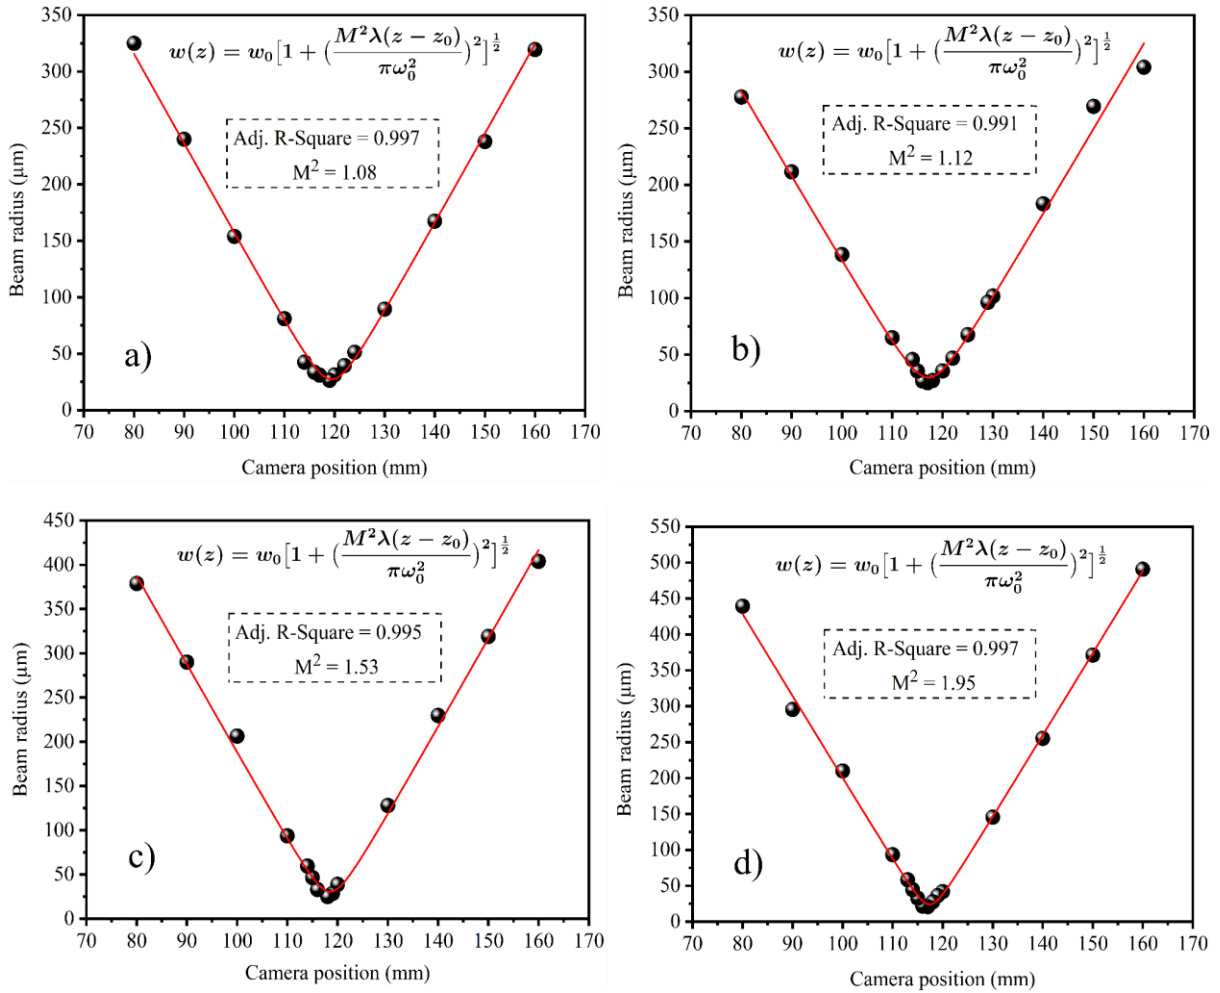 350
300
250
200
150
100
50
0
Beam radius (μm)
w(z) = w₀[1 + (M²λ(z − z₀)/πω₀²)²]^½
Adj. R-Square = 0.997
M² = 1.08
a)
70 80 90 100 110 120 130 140 150 160 170
Camera position (mm)
350
300
250
200
150
100
50
0
Beam radius (μm)
w(z) = w₀[1 + (M²λ(z − z₀)/πω₀²)²]^½
Adj. R-Square = 0.991
M² = 1.12
b)
70 80 90 100 110 120 130 140 150 160 170
Camera position (mm)
450
400
350
300
250
200
150
100
50
0
Beam radius (μm)
w(z) = w₀[1 + (M²λ(z − z₀)/πω₀²)²]^½
Adj. R-Square = 0.995
M² = 1.53
c)
70 80 90 100 110 120 130 140 150 160 170
Camera position (mm)
550
500
450
400
350
300
250
200
150
100
50
0
Beam radius (μm)
w(z) = w₀[1 + (M²λ(z − z₀)/πω₀²)²]^½
Adj. R-Square = 0.997
M² = 1.95
d)
70 80 90 100 110 120 130 140 150 160 170
Camera position (mm)